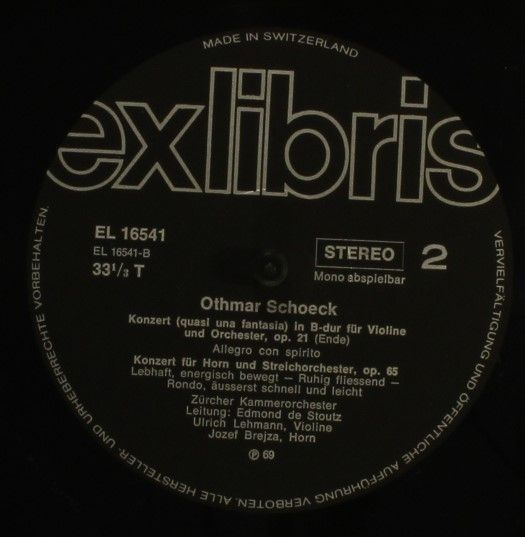 MADE IN SWITZERLAND
exlibris
EL 16541
EL 16541-B
33¹/₃ T
STEREO 2
Mono abspielbar
Othmar Schoeck
Konzert (quasi una fantasia) in B-dur für Violine
und Orchester, op. 21 (Ende)
Allegro con spirito
Konzert für Horn und Streichorchester, op. 65
Lebhaft, energisch bewegt – Ruhig fliessend –
Rondo, äusserst schnell und leicht
Zürcher Kammerorchester
Leitung: Edmond de Stoutz
Ulrich Lehmann, Violine
Jozef Brejza, Horn
℗ 69
VERVIELFÄLTIGUNG UND ÖFFENTLICHE AUFFÜHRUNG VERBOTEN. ALLE HERSTELLER- UND URHEBERRECHTE VORBEHALTEN.